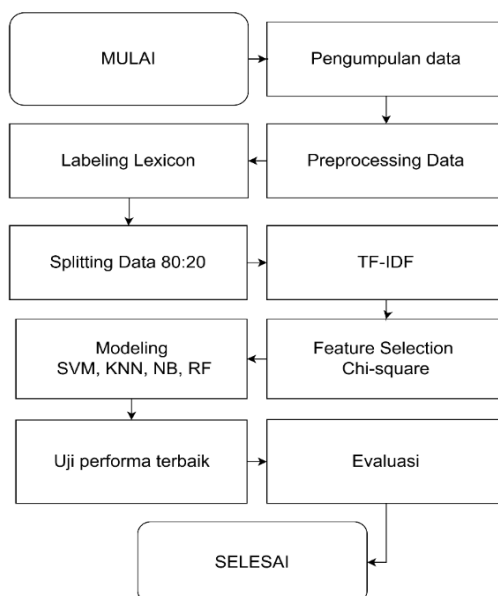 MULAI
Pengumpulan data
Preprocessing Data
Labeling Lexicon
Splitting Data 80:20
TF-IDF
Feature Selection
Chi-square
Modeling
SVM, KNN, NB, RF
Uji performa terbaik
Evaluasi
SELESAI